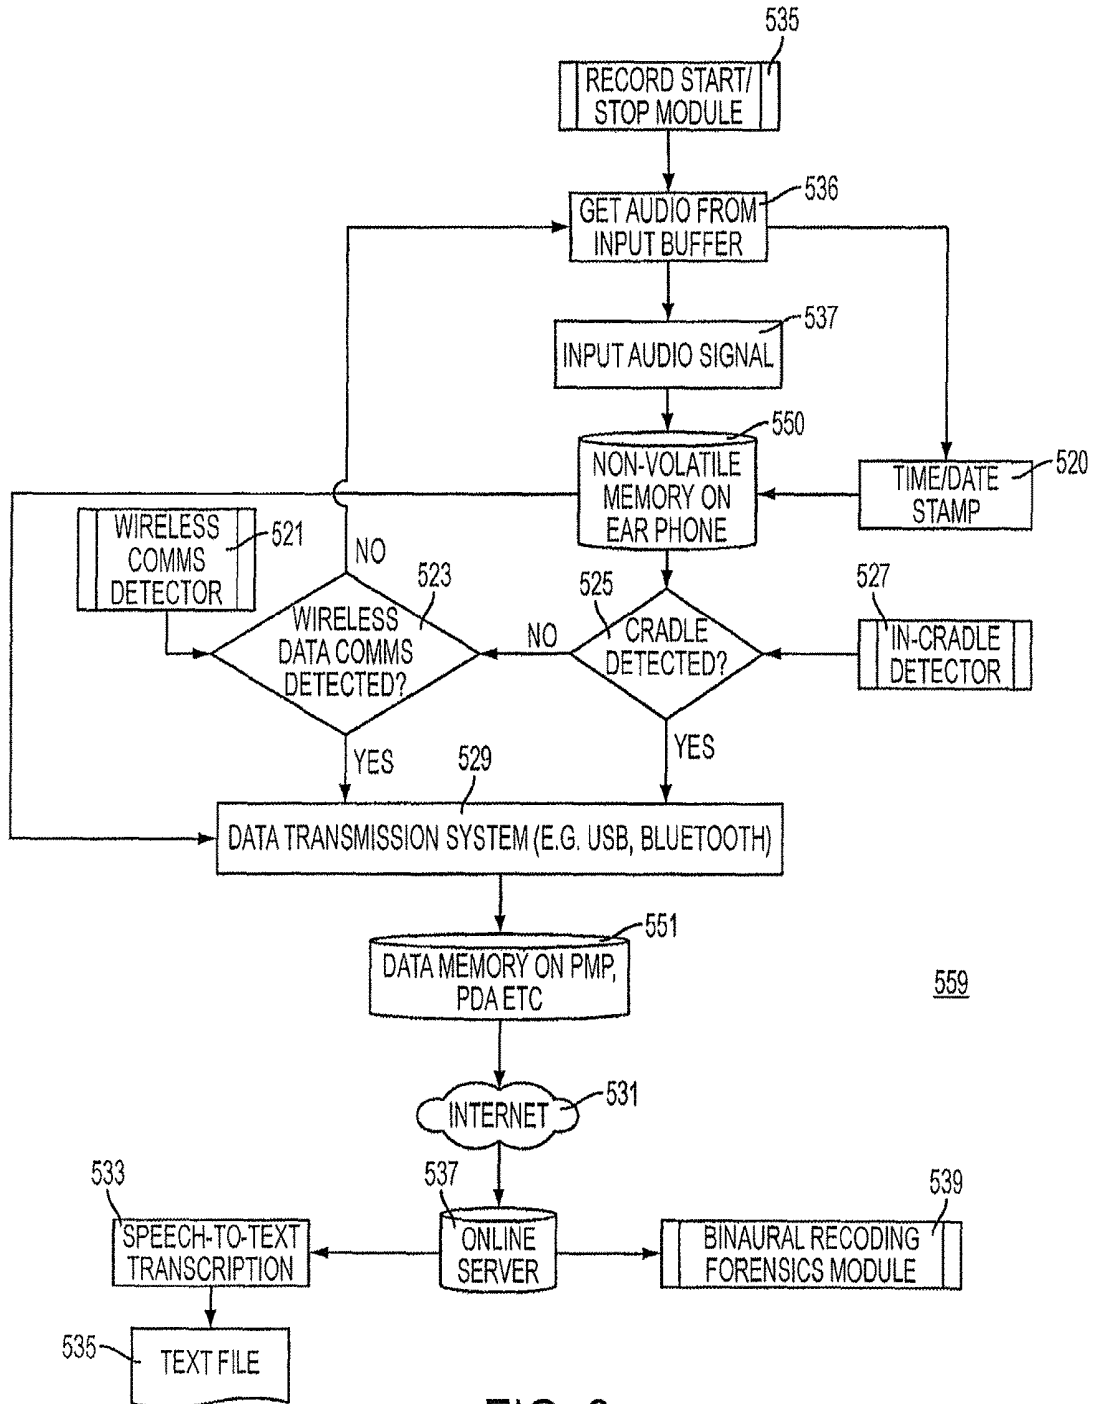 535
RECORD START/
STOP MODULE
536
GET AUDIO FROM
INPUT BUFFER
537
INPUT AUDIO SIGNAL
550
NON-VOLATILE
MEMORY ON
EAR PHONE
520
TIME/DATE
STAMP
WIRELESS
COMMS
DETECTOR
521
NO
523
WIRELESS
DATA COMMS
DETECTED?
NO
525
CRADLE
DETECTED?
527
IN-CRADLE
DETECTOR
YES
YES
529
DATA TRANSMISSION SYSTEM (E.G. USB, BLUETOOTH)
551
DATA MEMORY ON PMP,
PDA ETC
559
INTERNET
531
533
SPEECH-TO-TEXT
TRANSCRIPTION
537
ONLINE
SERVER
539
BINAURAL RECODING
FORENSICS MODULE
535
TEXT FILE